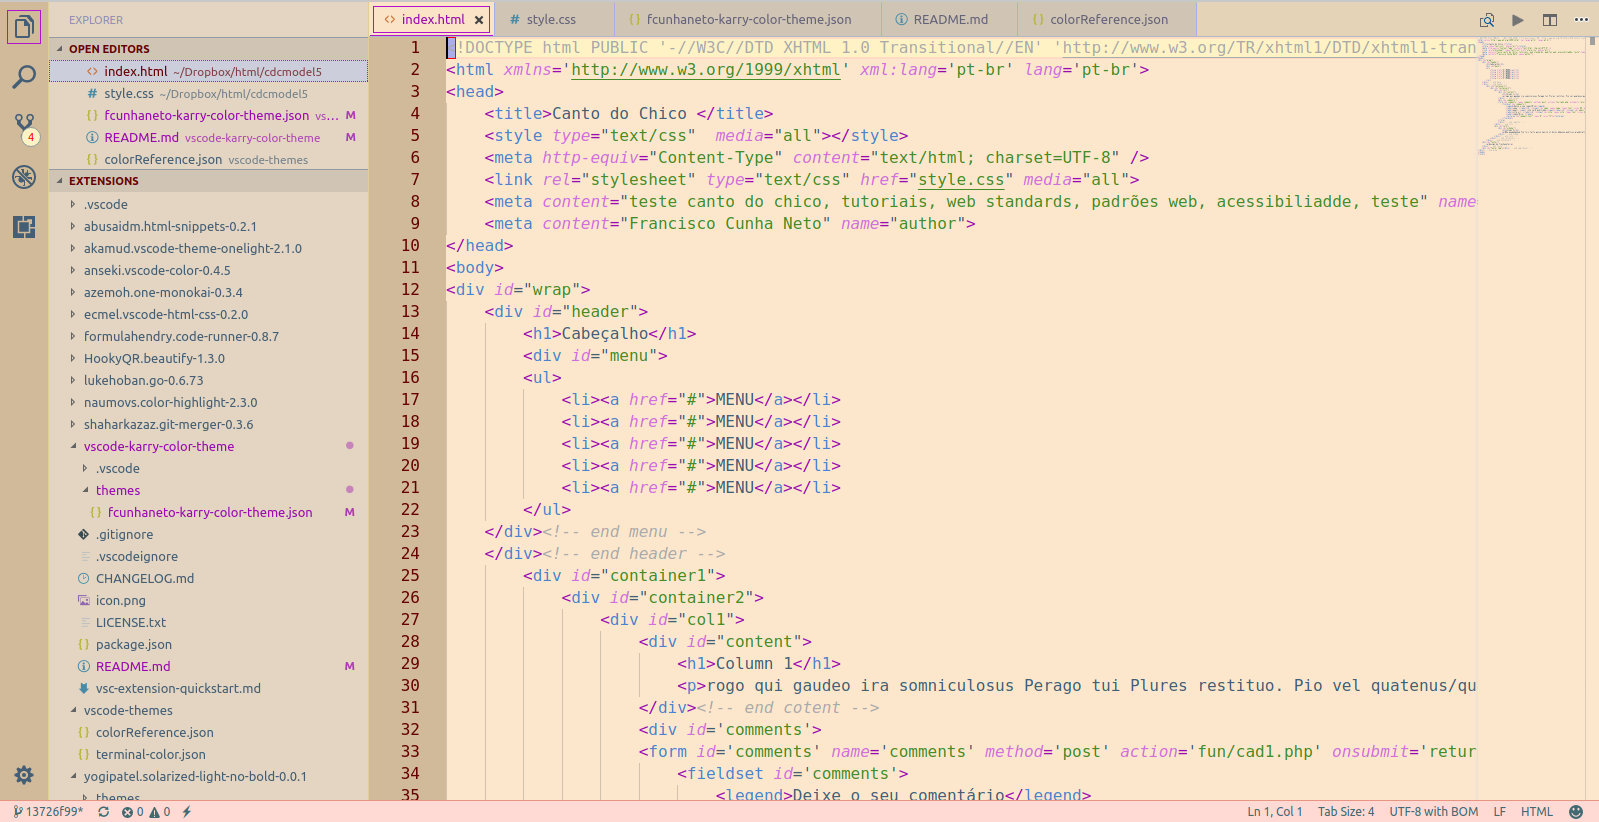 EXPLORER
OPEN EDITORS
index.html ~/Dropbox/html/cdcmodel5
style.css ~/Dropbox/html/cdcmodel5
fcunhaneto-karry-color-theme.json vs... M
README.md vscode-karry-color-theme M
colorReference.json vscode-themes
4
EXTENSIONS
.vscode
abusaidm.html-snippets-0.2.1
akamud.vscode-theme-onelight-2.1.0
anseki.vscode-color-0.4.5
azemoh.one-monokai-0.3.4
ecmel.vscode-html-css-0.2.0
formulahendry.code-runner-0.8.7
HookyQR.beautify-1.3.0
lukehoban.go-0.6.73
naumovs.color-highlight-2.3.0
shaharkazaz.git-merger-0.3.6
vscode-karry-color-theme
.vscode
themes
fcunhaneto-karry-color-theme.json M
.gitignore
.vscodeignore
CHANGELOG.md
icon.png
LICENSE.txt
package.json
README.md M
vsc-extension-quickstart.md
vscode-themes
colorReference.json
terminal-color.json
yogipatel.solarized-light-no-bold-0.0.1
themes
index.html style.css fcunhaneto-karry-color-theme.json README.md colorReference.json
1 <!DOCTYPE html PUBLIC '-//W3C//DTD XHTML 1.0 Transitional//EN' 'http://www.w3.org/TR/xhtml1/DTD/xhtml1-tran
2 <html xmlns='http://www.w3.org/1999/xhtml' xml:lang='pt-br' lang='pt-br'>
3 <head>
4 <title>Canto do Chico </title>
5 <style type="text/css"  media="all"></style>
6 <meta http-equiv="Content-Type" content="text/html; charset=UTF-8" />
7 <link rel="stylesheet" type="text/css" href="style.css" media="all">
8 <meta content="teste canto do chico, tutoriais, web standards, padrões web, acessibiliadde, teste" name
9 <meta content="Francisco Cunha Neto" name="author">
10 </head>
11 <body>
12 <div id="wrap">
13 <div id="header">
14 <h1>Cabeçalho</h1>
15 <div id="menu">
16 <ul>
17 <li><a href="#">MENU</a></li>
18 <li><a href="#">MENU</a></li>
19 <li><a href="#">MENU</a></li>
20 <li><a href="#">MENU</a></li>
21 <li><a href="#">MENU</a></li>
22 </ul>
23 </div><!-- end menu -->
24 </div><!-- end header -->
25 <div id="container1">
26 <div id="container2">
27 <div id="col1">
28 <div id="content">
29 <h1>Column 1</h1>
30 <p>rogo qui gaudeo ira somniculosus Perago tui Plures restituo. Pio vel quatenus/qu
31 </div><!-- end cotent -->
32 <div id='comments'>
33 <form id='comments' name='comments' method='post' action='fun/cad1.php' onsubmit='retur
34 <fieldset id='comments'>
35 <legend>Deixe o seu comentário</legend>
13726f99* 0 0 Ln 1, Col 1 Tab Size: 4 UTF-8 with BOM LF HTML